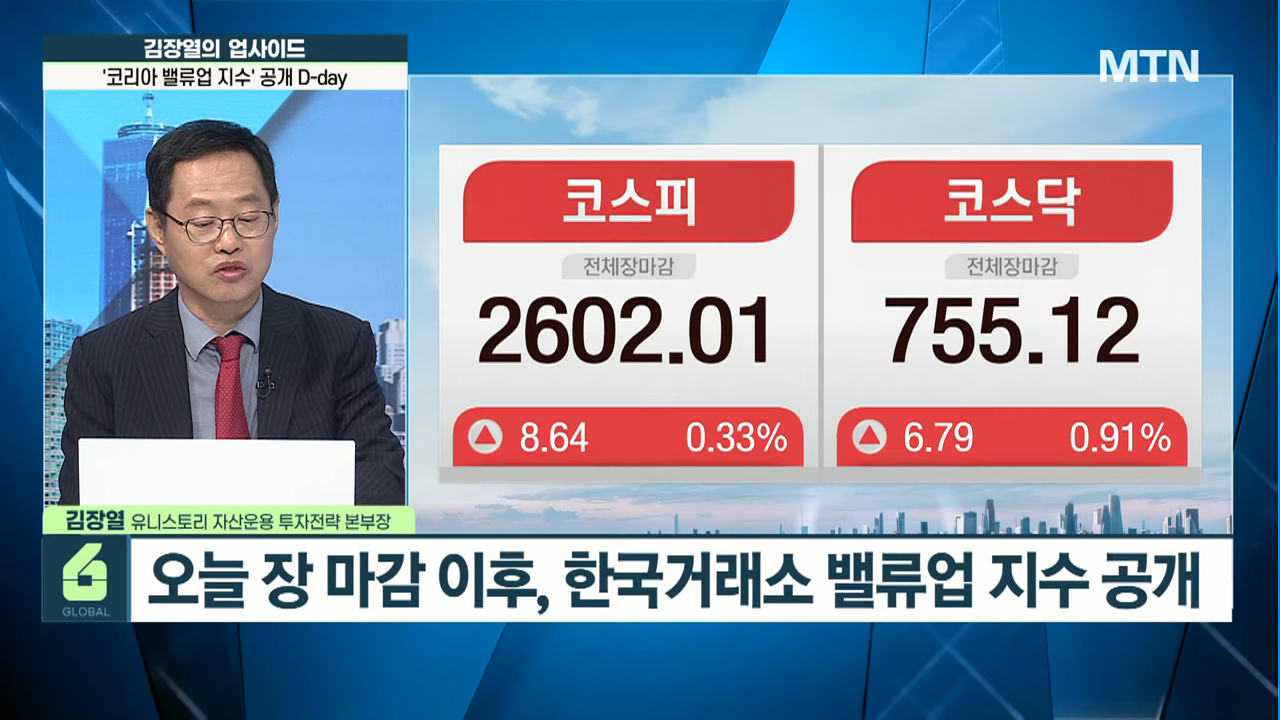 김장열의 업사이드
'코리아 밸류업 지수' 공개 D-day
MTN
코스피
전체장마감
2602.01
8.64 0.33%
코스닥
전체장마감
755.12
6.79 0.91%
김장열 유니스토리 자산운용 투자전략 본부장
GLOBAL
오늘 장 마감 이후, 한국거래소 밸류업 지수 공개